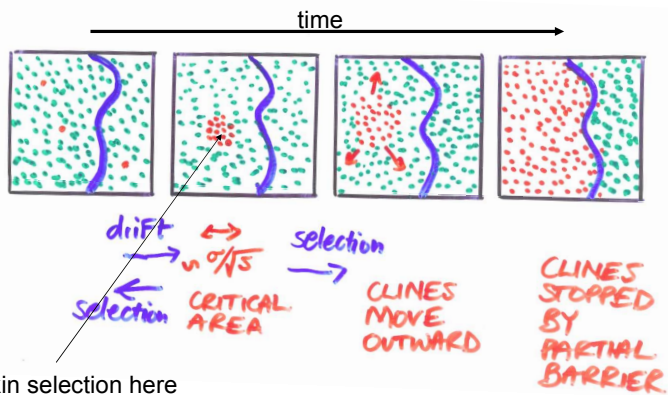 time
driFt
selection
~ σ/√s
CRITICAL
AREA
selection
CLINES
MOVE
OUTWARD
CLINES
STOPPED
BY
PARTIAL
BARRIER
in selection here